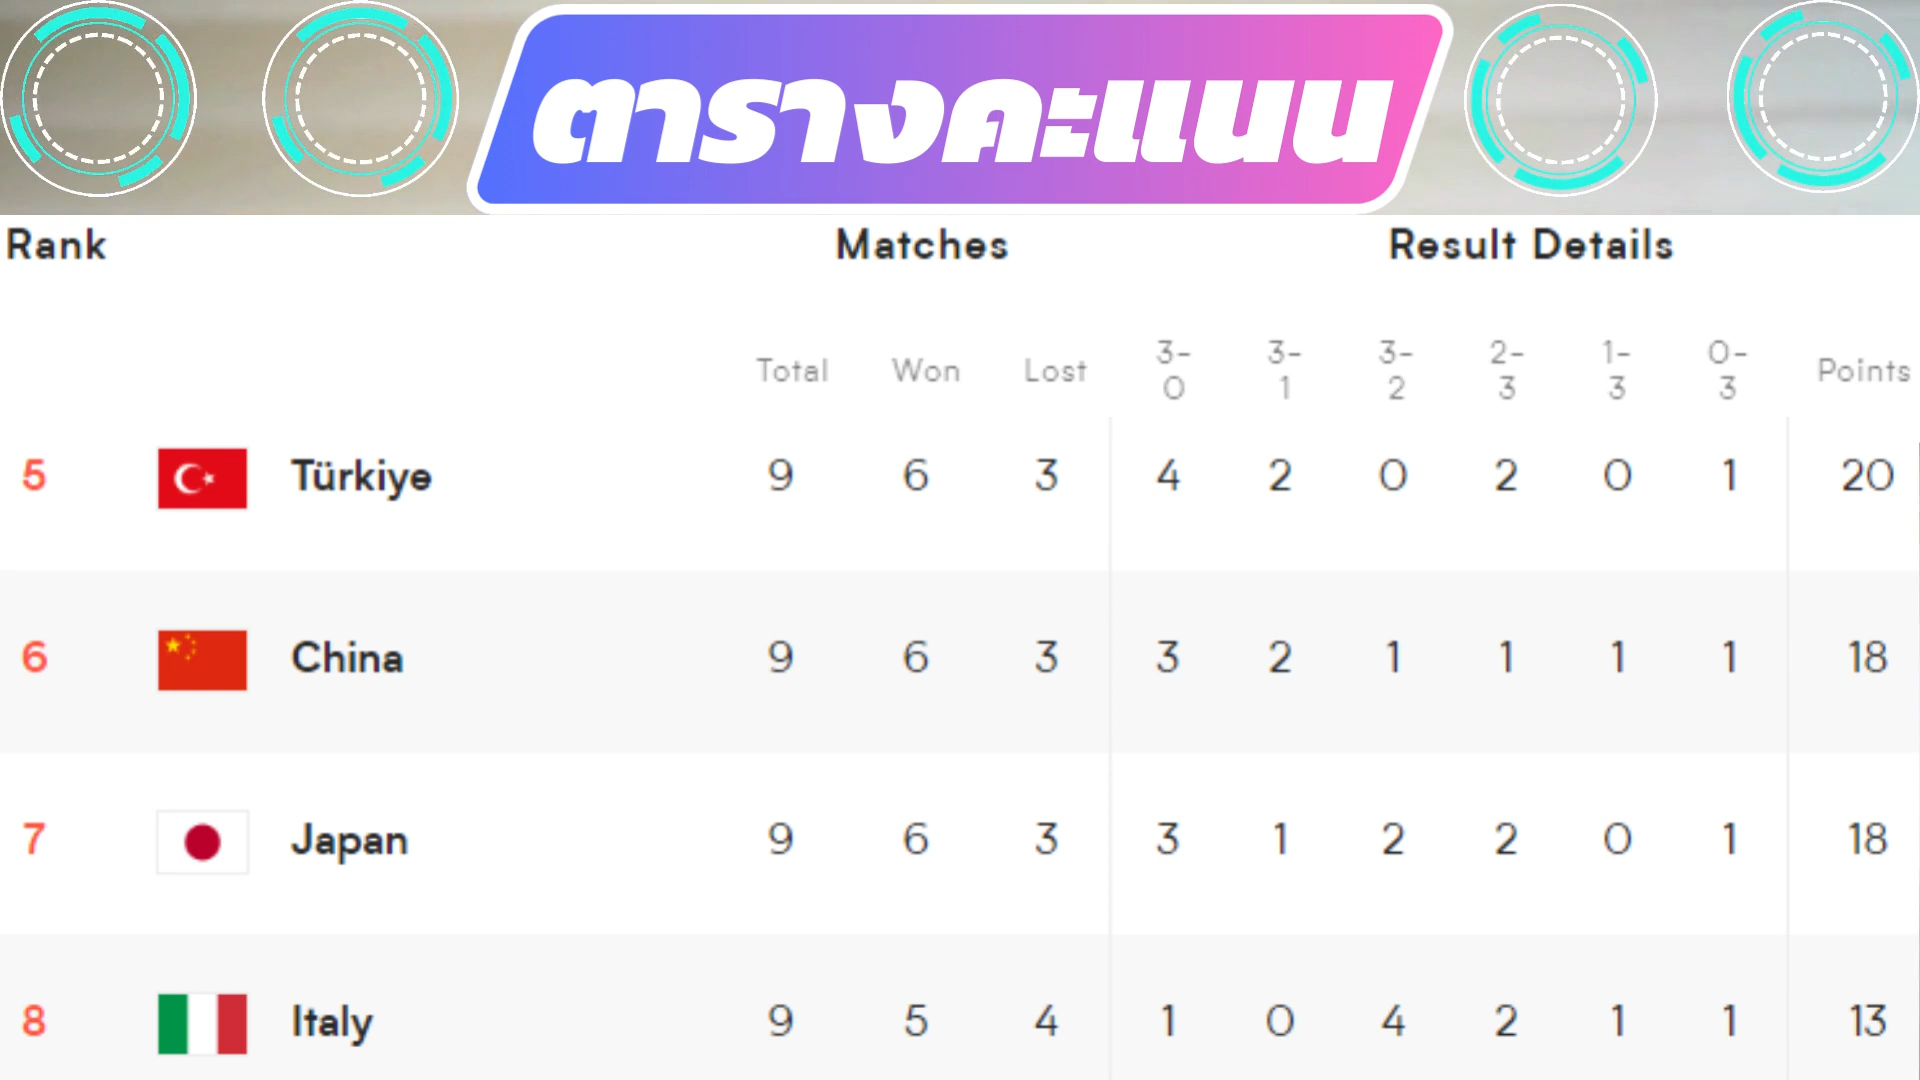 ตารางคะแนน
Rank Matches Result Details
Total Won Lost 3-0 3-1 3-2 2-3 1-3 0-3 Points
5 Türkiye 9 6 3 4 2 0 2 0 1 20
6 China 9 6 3 3 2 1 1 1 1 18
7 Japan 9 6 3 3 1 2 2 0 1 18
8 Italy 9 5 4 1 0 4 2 1 1 13